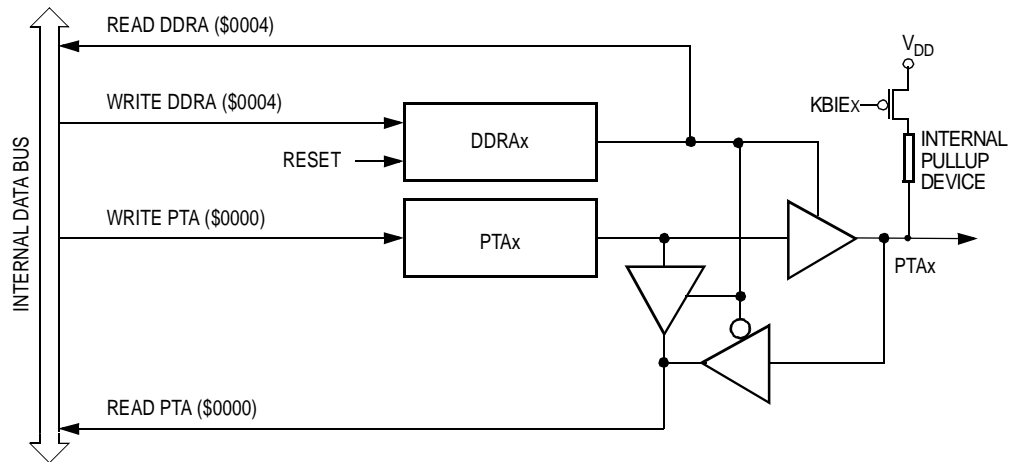 READ DDRA ($0004)
V_DD
WRITE DDRA ($0004)
KBIEx
DDRAx
INTERNAL
PULLUP
DEVICE
RESET
WRITE PTA ($0000)
PTAx
PTAx
INTERNAL DATA BUS
READ PTA ($0000)